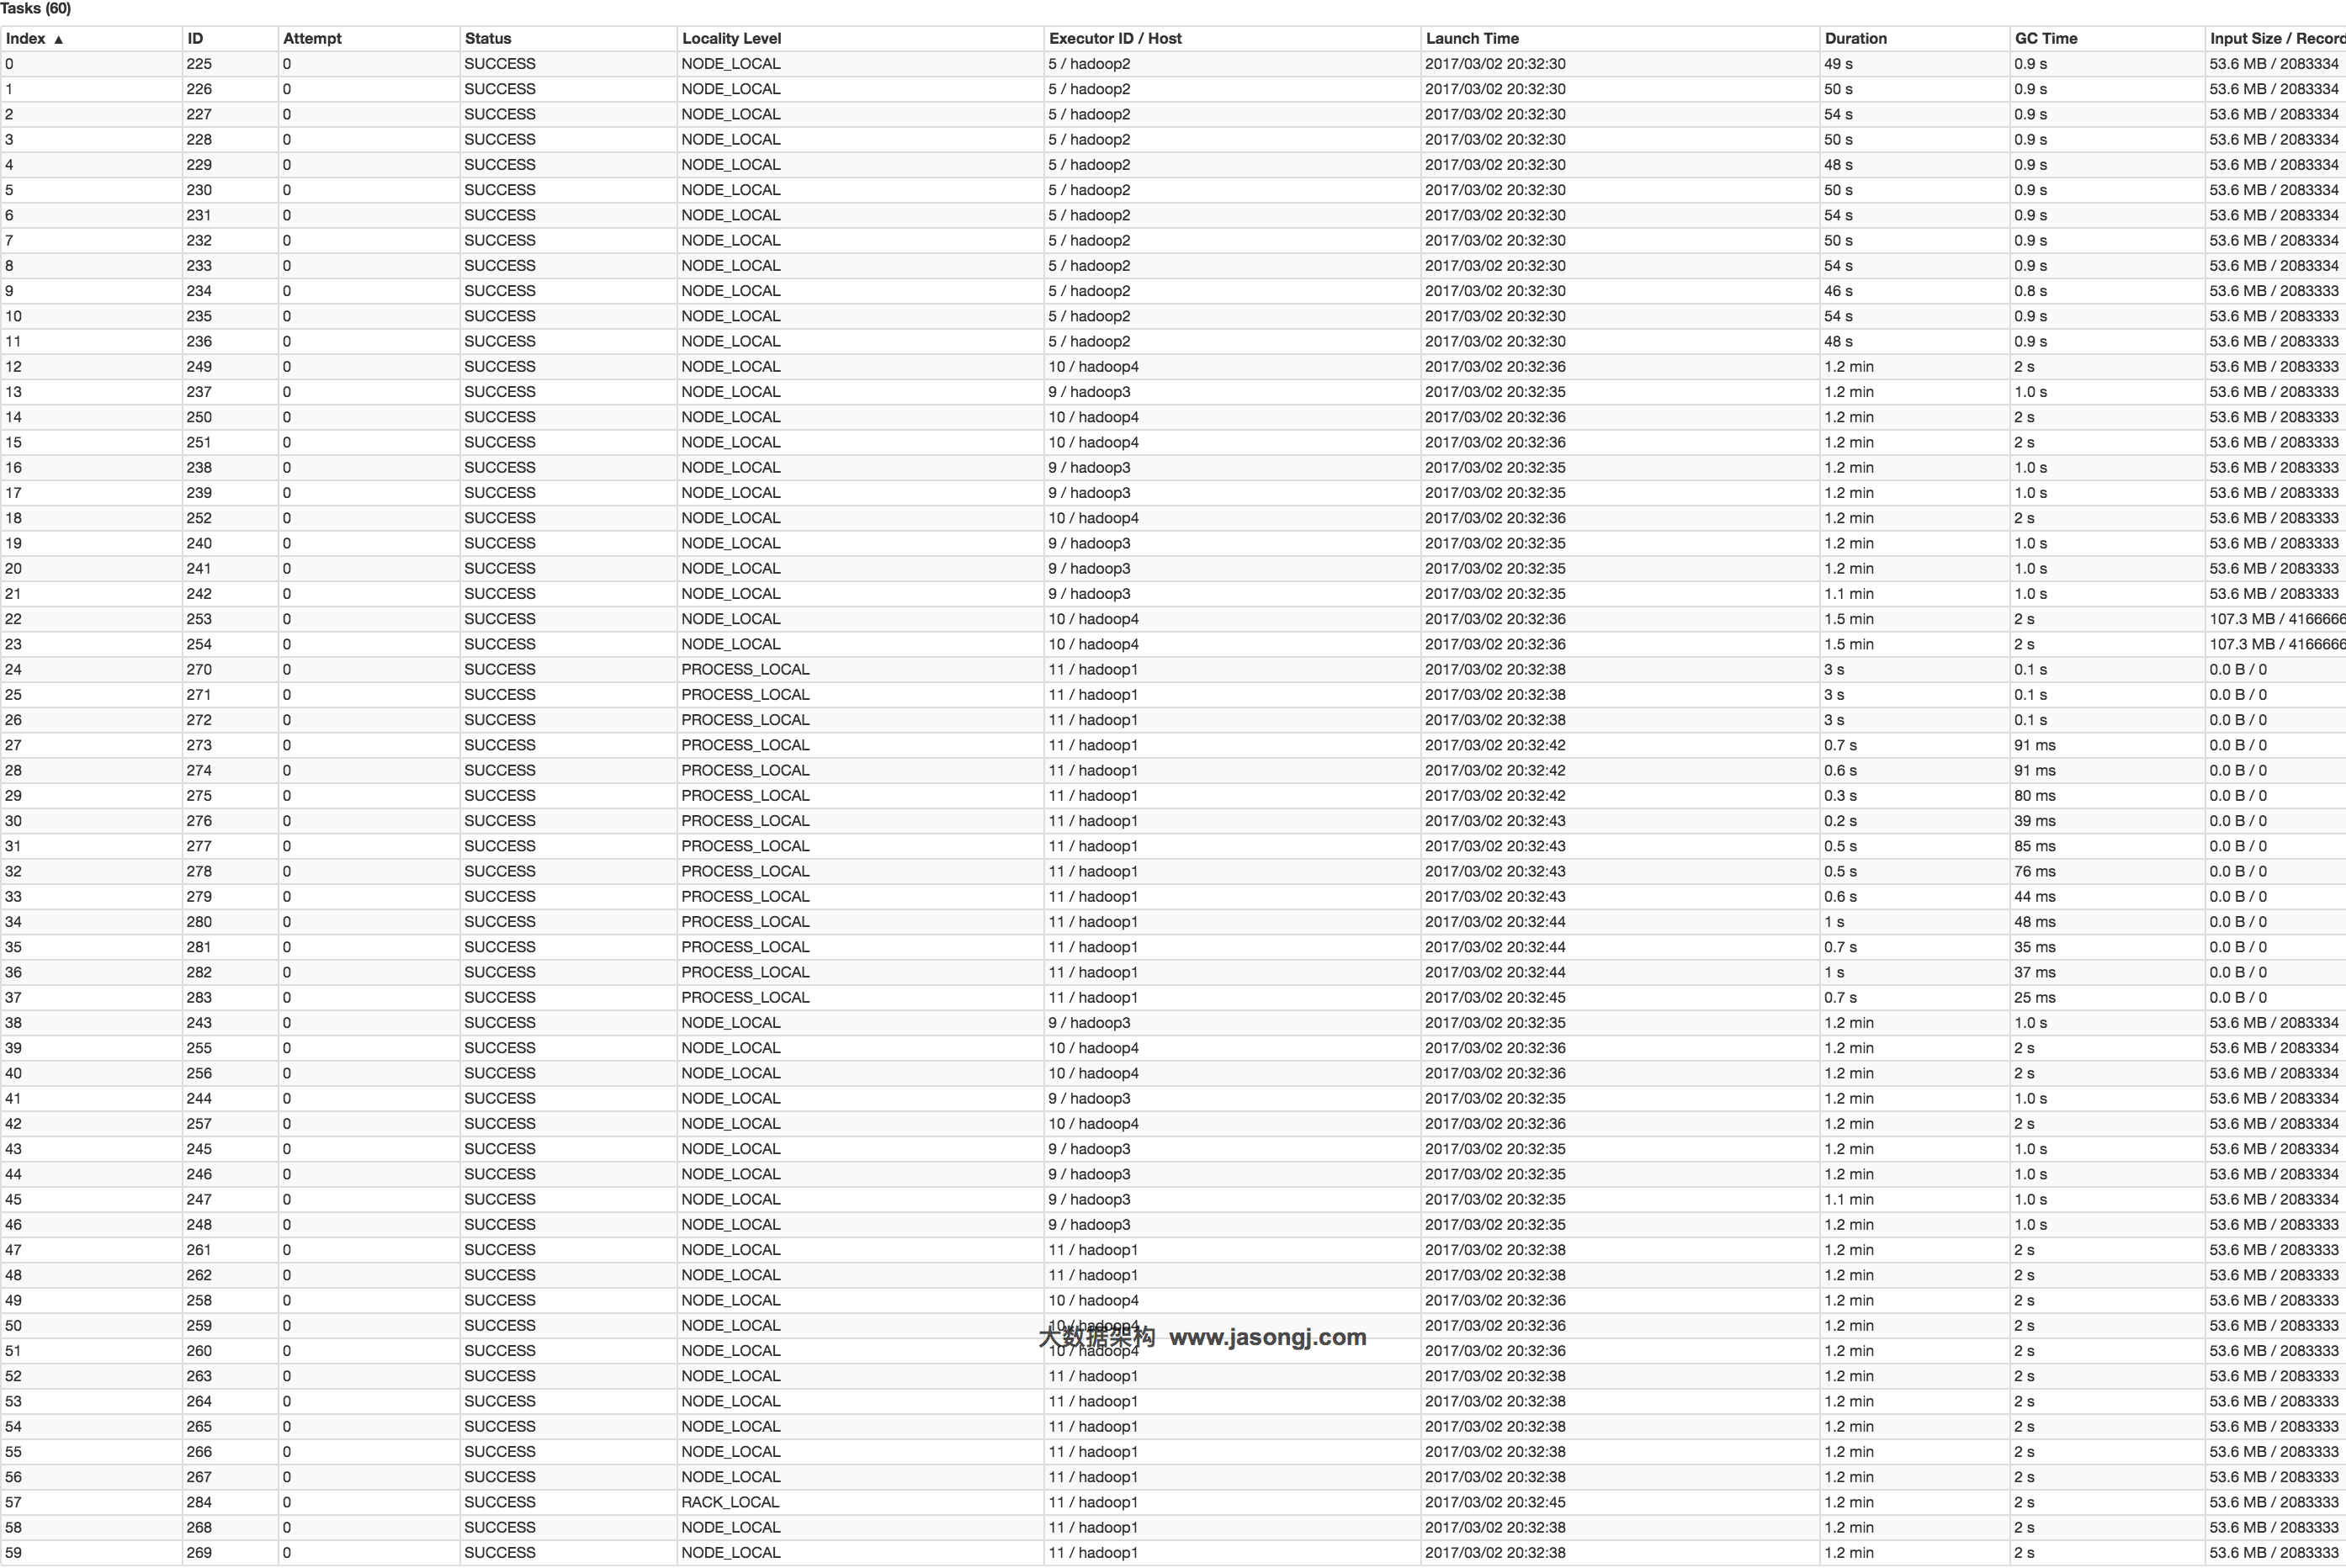 Tasks (60)
Index ▲ ID Attempt Status Locality Level Executor ID / Host Launch Time Duration GC Time Input Size / Record
0 225 0 SUCCESS NODE_LOCAL 5 / hadoop2 2017/03/02 20:32:30 49 s 0.9 s 53.6 MB / 2083334
1 226 0 SUCCESS NODE_LOCAL 5 / hadoop2 2017/03/02 20:32:30 50 s 0.9 s 53.6 MB / 2083334
2 227 0 SUCCESS NODE_LOCAL 5 / hadoop2 2017/03/02 20:32:30 54 s 0.9 s 53.6 MB / 2083334
3 228 0 SUCCESS NODE_LOCAL 5 / hadoop2 2017/03/02 20:32:30 50 s 0.9 s 53.6 MB / 2083334
4 229 0 SUCCESS NODE_LOCAL 5 / hadoop2 2017/03/02 20:32:30 48 s 0.9 s 53.6 MB / 2083334
5 230 0 SUCCESS NODE_LOCAL 5 / hadoop2 2017/03/02 20:32:30 50 s 0.9 s 53.6 MB / 2083334
6 231 0 SUCCESS NODE_LOCAL 5 / hadoop2 2017/03/02 20:32:30 54 s 0.9 s 53.6 MB / 2083334
7 232 0 SUCCESS NODE_LOCAL 5 / hadoop2 2017/03/02 20:32:30 50 s 0.9 s 53.6 MB / 2083334
8 233 0 SUCCESS NODE_LOCAL 5 / hadoop2 2017/03/02 20:32:30 54 s 0.9 s 53.6 MB / 2083334
9 234 0 SUCCESS NODE_LOCAL 5 / hadoop2 2017/03/02 20:32:30 46 s 0.8 s 53.6 MB / 2083333
10 235 0 SUCCESS NODE_LOCAL 5 / hadoop2 2017/03/02 20:32:30 54 s 0.9 s 53.6 MB / 2083333
11 236 0 SUCCESS NODE_LOCAL 5 / hadoop2 2017/03/02 20:32:30 48 s 0.9 s 53.6 MB / 2083333
12 249 0 SUCCESS NODE_LOCAL 10 / hadoop4 2017/03/02 20:32:36 1.2 min 2 s 53.6 MB / 2083333
13 237 0 SUCCESS NODE_LOCAL 9 / hadoop3 2017/03/02 20:32:35 1.2 min 1.0 s 53.6 MB / 2083333
14 250 0 SUCCESS NODE_LOCAL 10 / hadoop4 2017/03/02 20:32:36 1.2 min 2 s 53.6 MB / 2083333
15 251 0 SUCCESS NODE_LOCAL 10 / hadoop4 2017/03/02 20:32:36 1.2 min 2 s 53.6 MB / 2083333
16 238 0 SUCCESS NODE_LOCAL 9 / hadoop3 2017/03/02 20:32:35 1.2 min 1.0 s 53.6 MB / 2083333
17 239 0 SUCCESS NODE_LOCAL 9 / hadoop3 2017/03/02 20:32:35 1.2 min 1.0 s 53.6 MB / 2083333
18 252 0 SUCCESS NODE_LOCAL 10 / hadoop4 2017/03/02 20:32:36 1.2 min 2 s 53.6 MB / 2083333
19 240 0 SUCCESS NODE_LOCAL 9 / hadoop3 2017/03/02 20:32:35 1.2 min 1.0 s 53.6 MB / 2083333
20 241 0 SUCCESS NODE_LOCAL 9 / hadoop3 2017/03/02 20:32:35 1.2 min 1.0 s 53.6 MB / 2083333
21 242 0 SUCCESS NODE_LOCAL 9 / hadoop3 2017/03/02 20:32:35 1.1 min 1.0 s 53.6 MB / 2083333
22 253 0 SUCCESS NODE_LOCAL 10 / hadoop4 2017/03/02 20:32:36 1.5 min 2 s 107.3 MB / 4166666
23 254 0 SUCCESS NODE_LOCAL 10 / hadoop4 2017/03/02 20:32:36 1.5 min 2 s 107.3 MB / 4166666
24 270 0 SUCCESS PROCESS_LOCAL 11 / hadoop1 2017/03/02 20:32:38 3 s 0.1 s 0.0 B / 0
25 271 0 SUCCESS PROCESS_LOCAL 11 / hadoop1 2017/03/02 20:32:38 3 s 0.1 s 0.0 B / 0
26 272 0 SUCCESS PROCESS_LOCAL 11 / hadoop1 2017/03/02 20:32:38 3 s 0.1 s 0.0 B / 0
27 273 0 SUCCESS PROCESS_LOCAL 11 / hadoop1 2017/03/02 20:32:42 0.7 s 91 ms 0.0 B / 0
28 274 0 SUCCESS PROCESS_LOCAL 11 / hadoop1 2017/03/02 20:32:42 0.6 s 91 ms 0.0 B / 0
29 275 0 SUCCESS PROCESS_LOCAL 11 / hadoop1 2017/03/02 20:32:42 0.3 s 80 ms 0.0 B / 0
30 276 0 SUCCESS PROCESS_LOCAL 11 / hadoop1 2017/03/02 20:32:43 0.2 s 39 ms 0.0 B / 0
31 277 0 SUCCESS PROCESS_LOCAL 11 / hadoop1 2017/03/02 20:32:43 0.5 s 85 ms 0.0 B / 0
32 278 0 SUCCESS PROCESS_LOCAL 11 / hadoop1 2017/03/02 20:32:43 0.5 s 76 ms 0.0 B / 0
33 279 0 SUCCESS PROCESS_LOCAL 11 / hadoop1 2017/03/02 20:32:43 0.6 s 44 ms 0.0 B / 0
34 280 0 SUCCESS PROCESS_LOCAL 11 / hadoop1 2017/03/02 20:32:44 1 s 48 ms 0.0 B / 0
35 281 0 SUCCESS PROCESS_LOCAL 11 / hadoop1 2017/03/02 20:32:44 0.7 s 35 ms 0.0 B / 0
36 282 0 SUCCESS PROCESS_LOCAL 11 / hadoop1 2017/03/02 20:32:44 1 s 37 ms 0.0 B / 0
37 283 0 SUCCESS PROCESS_LOCAL 11 / hadoop1 2017/03/02 20:32:45 0.7 s 25 ms 0.0 B / 0
38 243 0 SUCCESS NODE_LOCAL 9 / hadoop3 2017/03/02 20:32:35 1.2 min 1.0 s 53.6 MB / 2083334
39 255 0 SUCCESS NODE_LOCAL 10 / hadoop4 2017/03/02 20:32:36 1.2 min 2 s 53.6 MB / 2083334
40 256 0 SUCCESS NODE_LOCAL 10 / hadoop4 2017/03/02 20:32:36 1.2 min 2 s 53.6 MB / 2083334
41 244 0 SUCCESS NODE_LOCAL 9 / hadoop3 2017/03/02 20:32:35 1.2 min 1.0 s 53.6 MB / 2083334
42 257 0 SUCCESS NODE_LOCAL 10 / hadoop4 2017/03/02 20:32:36 1.2 min 2 s 53.6 MB / 2083334
43 245 0 SUCCESS NODE_LOCAL 9 / hadoop3 2017/03/02 20:32:35 1.2 min 1.0 s 53.6 MB / 2083334
44 246 0 SUCCESS NODE_LOCAL 9 / hadoop3 2017/03/02 20:32:35 1.2 min 1.0 s 53.6 MB / 2083334
45 247 0 SUCCESS NODE_LOCAL 9 / hadoop3 2017/03/02 20:32:35 1.1 min 1.0 s 53.6 MB / 2083334
46 248 0 SUCCESS NODE_LOCAL 9 / hadoop3 2017/03/02 20:32:35 1.2 min 1.0 s 53.6 MB / 2083333
47 261 0 SUCCESS NODE_LOCAL 11 / hadoop1 2017/03/02 20:32:38 1.2 min 2 s 53.6 MB / 2083333
48 262 0 SUCCESS NODE_LOCAL 11 / hadoop1 2017/03/02 20:32:38 1.2 min 2 s 53.6 MB / 2083333
49 258 0 SUCCESS NODE_LOCAL 10 / hadoop4 2017/03/02 20:32:36 1.2 min 2 s 53.6 MB / 2083333
50 259 0 SUCCESS NODE_LOCAL 10 / hadoop4 2017/03/02 20:32:36 1.2 min 2 s 53.6 MB / 2083333
大数据架构 www.jasongj.com
51 260 0 SUCCESS NODE_LOCAL 10 / hadoop4 2017/03/02 20:32:36 1.2 min 2 s 53.6 MB / 2083333
52 263 0 SUCCESS NODE_LOCAL 11 / hadoop1 2017/03/02 20:32:38 1.2 min 2 s 53.6 MB / 2083333
53 264 0 SUCCESS NODE_LOCAL 11 / hadoop1 2017/03/02 20:32:38 1.2 min 2 s 53.6 MB / 2083333
54 265 0 SUCCESS NODE_LOCAL 11 / hadoop1 2017/03/02 20:32:38 1.2 min 2 s 53.6 MB / 2083333
55 266 0 SUCCESS NODE_LOCAL 11 / hadoop1 2017/03/02 20:32:38 1.2 min 2 s 53.6 MB / 2083333
56 267 0 SUCCESS NODE_LOCAL 11 / hadoop1 2017/03/02 20:32:38 1.2 min 2 s 53.6 MB / 2083333
57 284 0 SUCCESS RACK_LOCAL 11 / hadoop1 2017/03/02 20:32:45 1.2 min 2 s 53.6 MB / 2083333
58 268 0 SUCCESS NODE_LOCAL 11 / hadoop1 2017/03/02 20:32:38 1.2 min 2 s 53.6 MB / 2083333
59 269 0 SUCCESS NODE_LOCAL 11 / hadoop1 2017/03/02 20:32:38 1.2 min 2 s 53.6 MB / 2083333